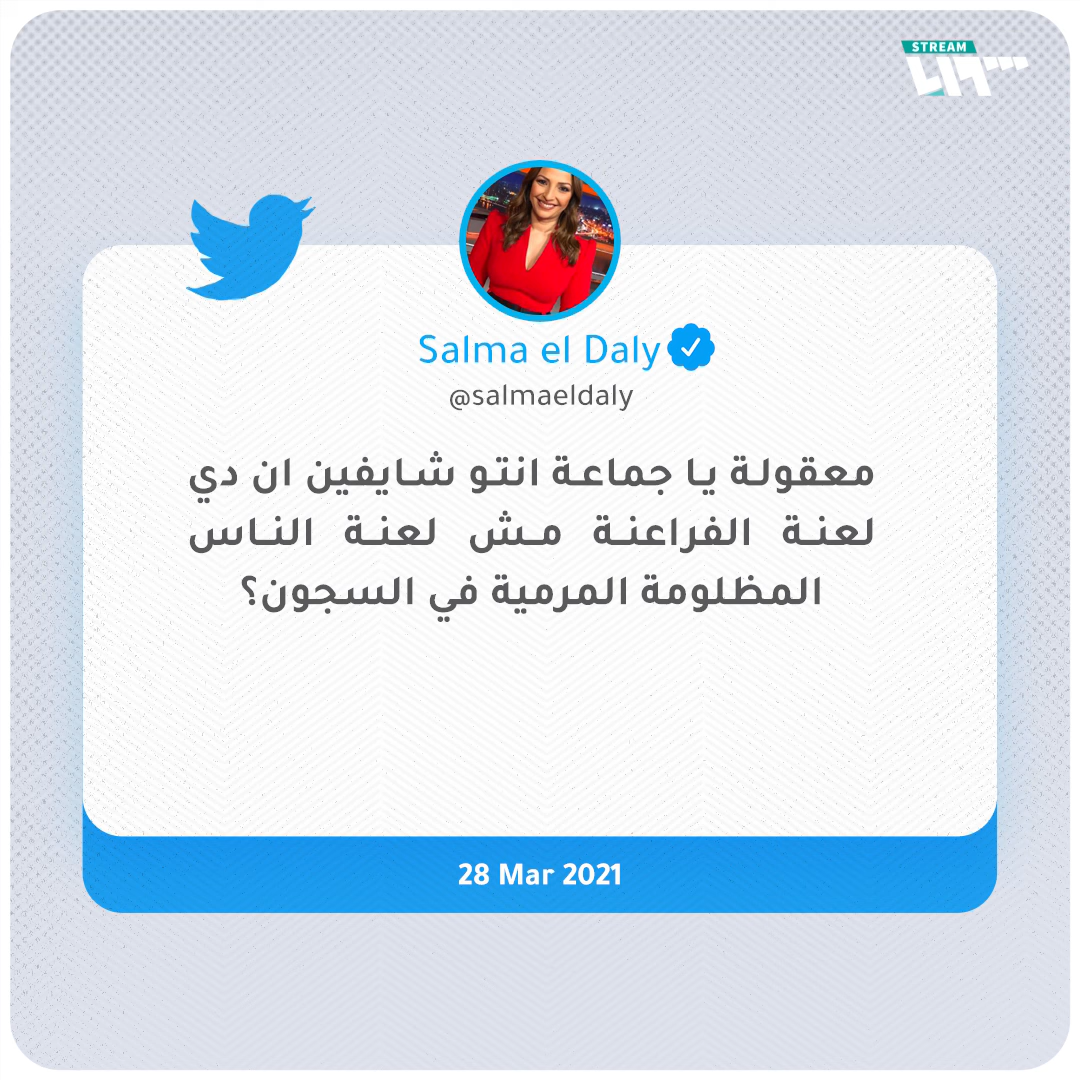 STREAM
Salma el Daly
@salmaeldaly
معقولة يا جماعة انتو شايفين ان دي
لعنة الفراعنة مش لعنة الناس
المظلومة المرمية في السجون؟
28 Mar 2021